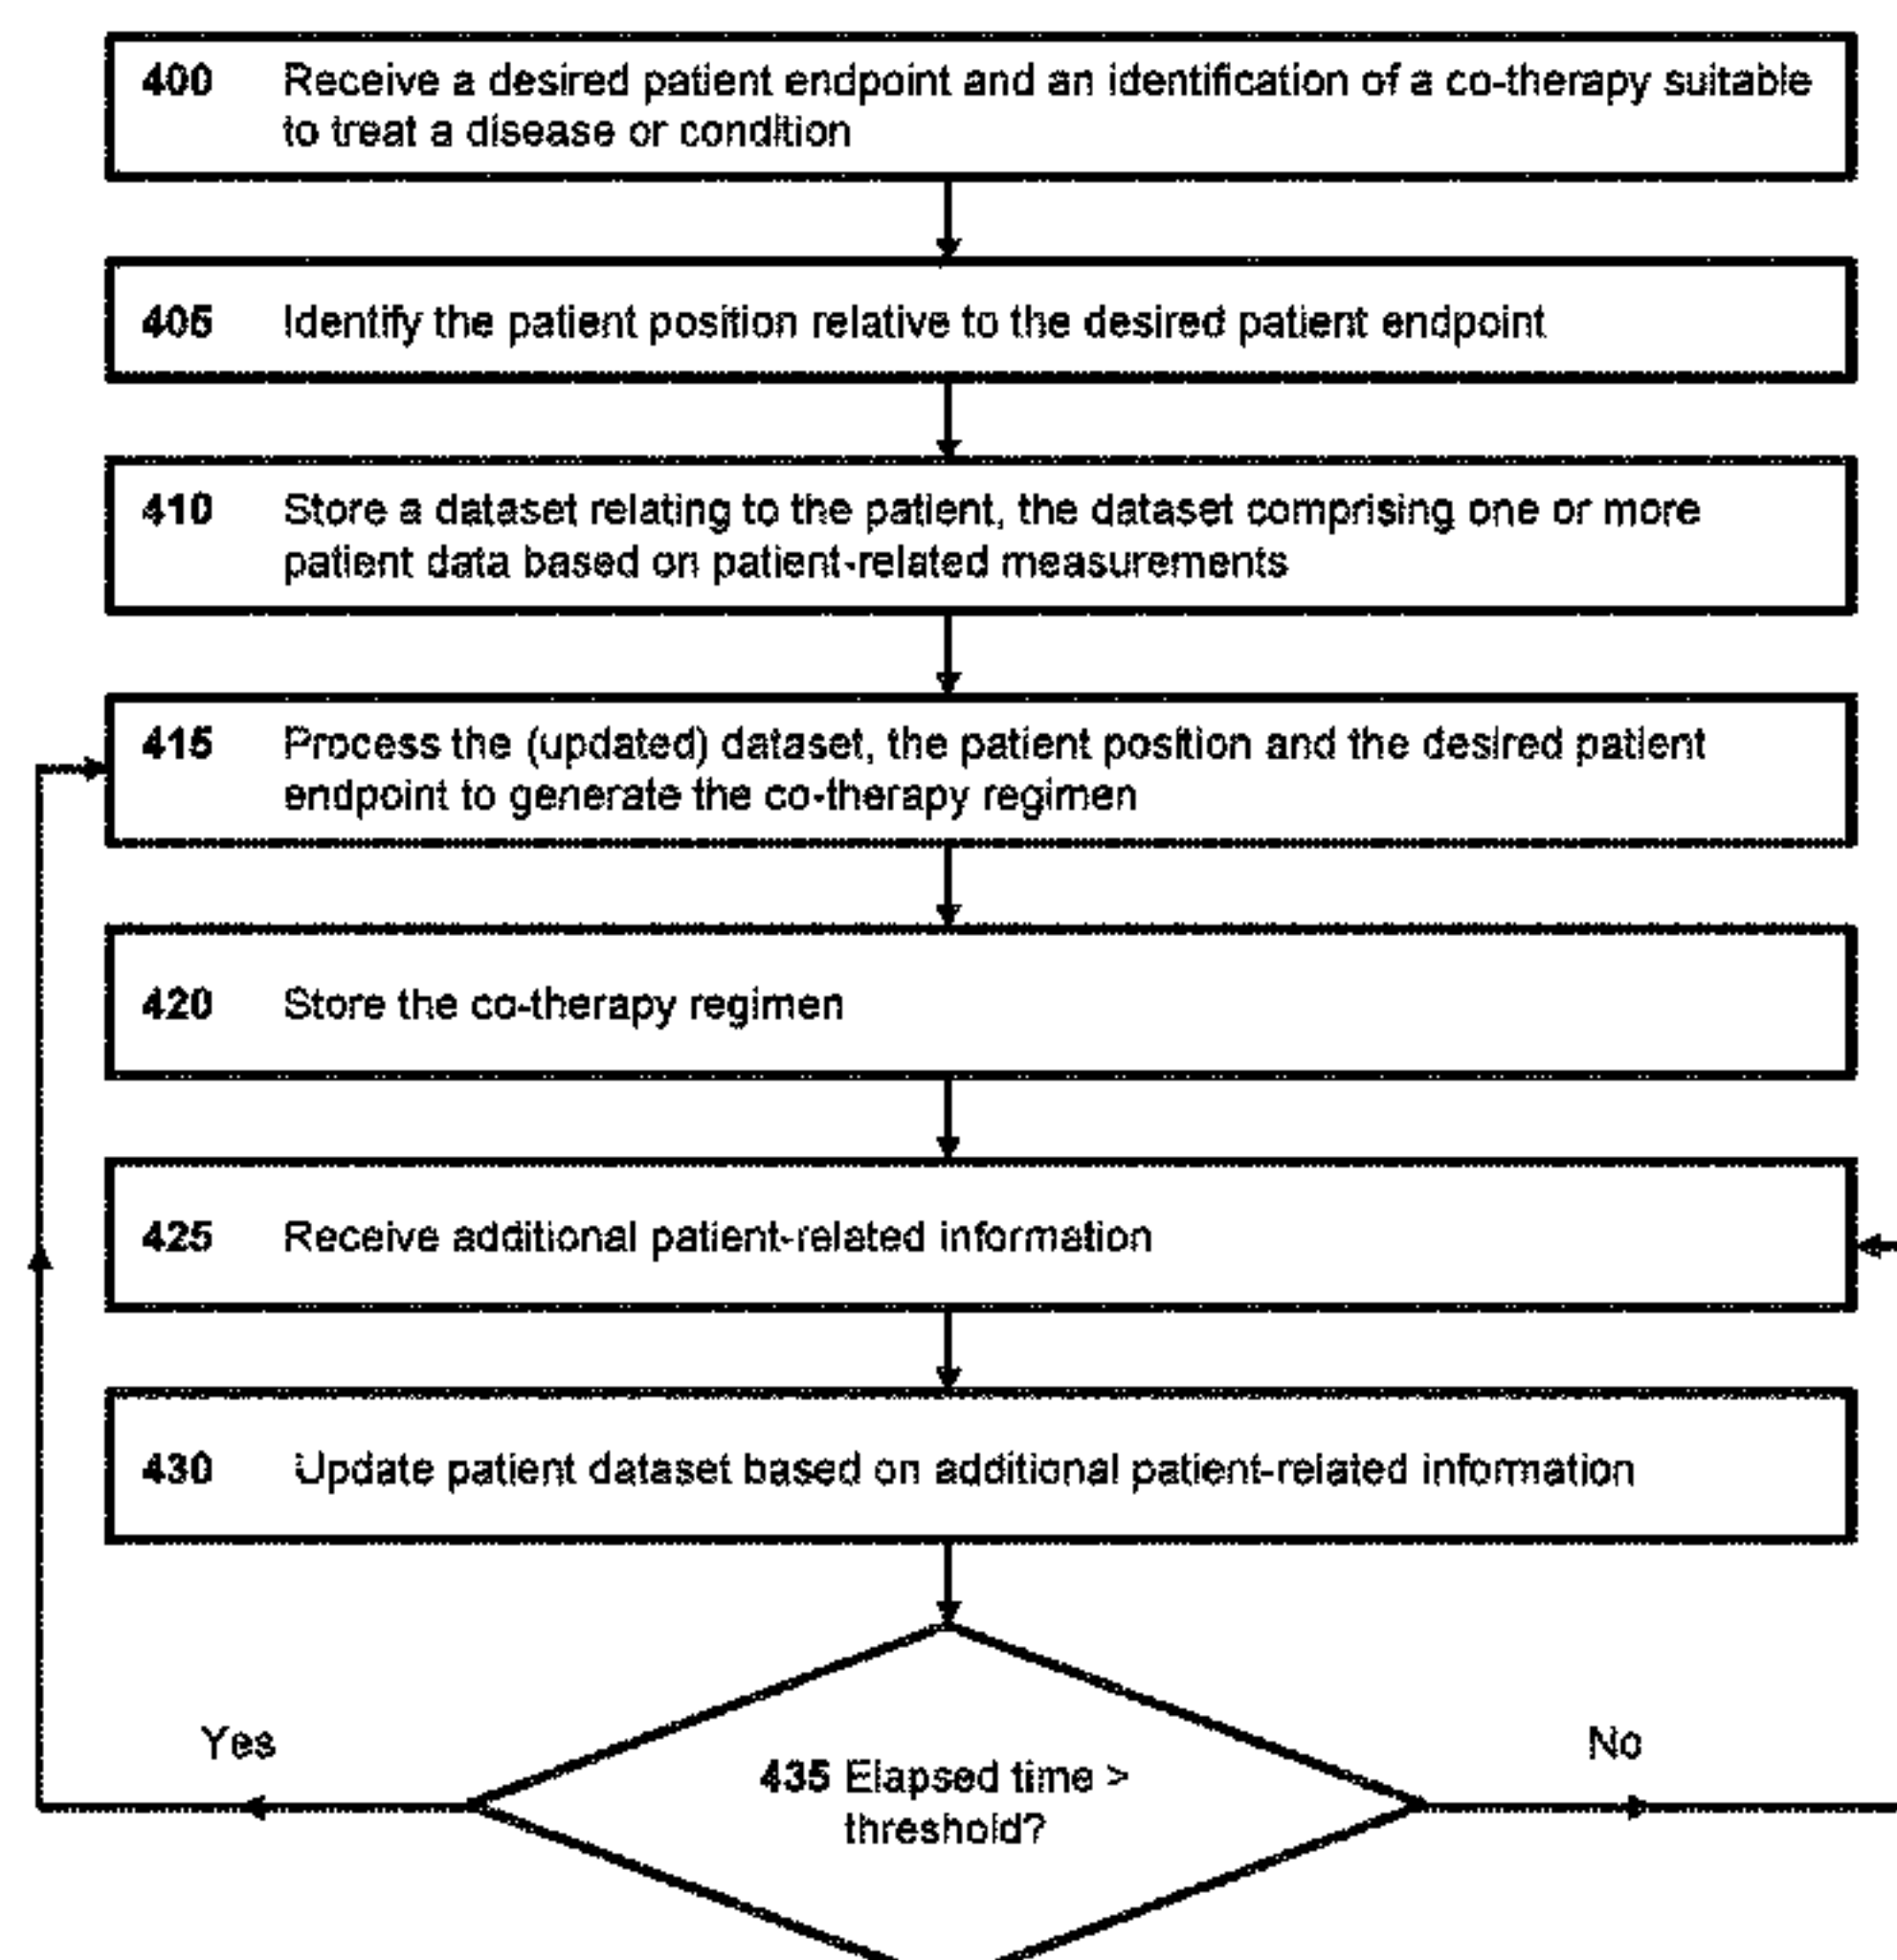 400 Receive a desired patient endpoint and an identification of a co-therapy suitable
to treat a disease or condition
405 Identify the patient position relative to the desired patient endpoint
410 Store a dataset relating to the patient, the dataset comprising one or more
patient data based on patient-related measurements
415 Process the (updated) dataset, the patient position and the desired patient
endpoint to generate the co-therapy regimen
420 Store the co-therapy regimen
425 Receive additional patient-related information
430 Update patient dataset based on additional patient-related information
Yes
No
435 Elapsed time >
threshold?